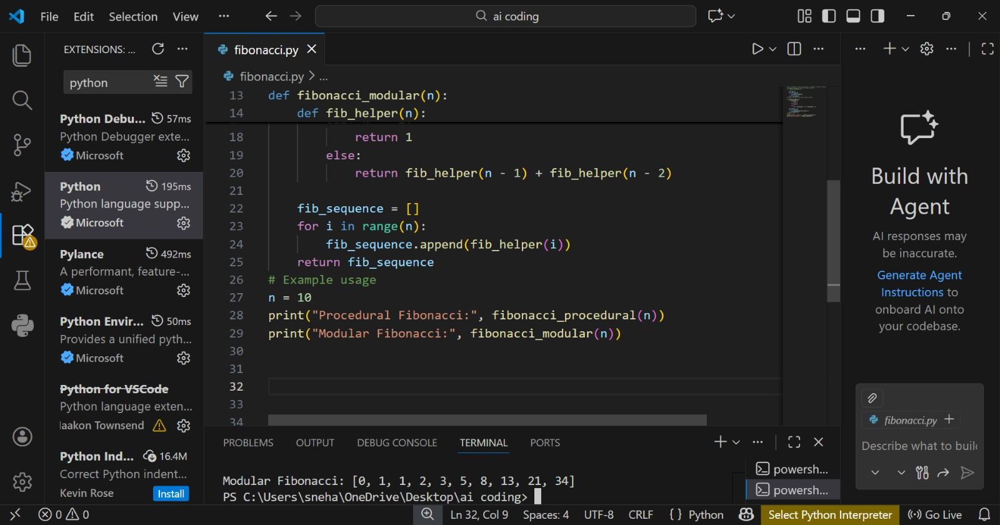 File Edit Selection View ··· ai coding
EXTENSIONS: ...
python
Python Debu... 57ms
Python Debugger exte...
Microsoft
Python 195ms
Python language supp...
Microsoft
Pylance 492ms
A performant, feature-...
Microsoft
Python Envir... 50ms
Provides a unified pyth...
Microsoft
Python for VSCode
Python language exten...
laakon Townsend
Python Ind... 16.4M
Correct Python indent...
Kevin Rose Install
fibonacci.py
fibonacci.py > ...
13 def fibonacci_modular(n):
14 def fib_helper(n):
18 return 1
19 else:
20 return fib_helper(n - 1) + fib_helper(n - 2)
21
22 fib_sequence = []
23 for i in range(n):
24 fib_sequence.append(fib_helper(i))
25 return fib_sequence
26 # Example usage
27 n = 10
28 print("Procedural Fibonacci:", fibonacci_procedural(n))
29 print("Modular Fibonacci:", fibonacci_modular(n))
30
31
32
33
34
PROBLEMS OUTPUT DEBUG CONSOLE TERMINAL PORTS
Modular Fibonacci: [0, 1, 1, 2, 3, 5, 8, 13, 21, 34]
PS C:\Users\sneha\OneDrive\Desktop\ai coding>
powersh...
powersh...
Build with
Agent
AI responses may
be inaccurate.
Generate Agent
Instructions to
onboard AI onto
your codebase.
fibonacci.py
Describe what to buil
0 0 Ln 32, Col 9 Spaces: 4 UTF-8 CRLF {} Python Select Python Interpreter Go Live